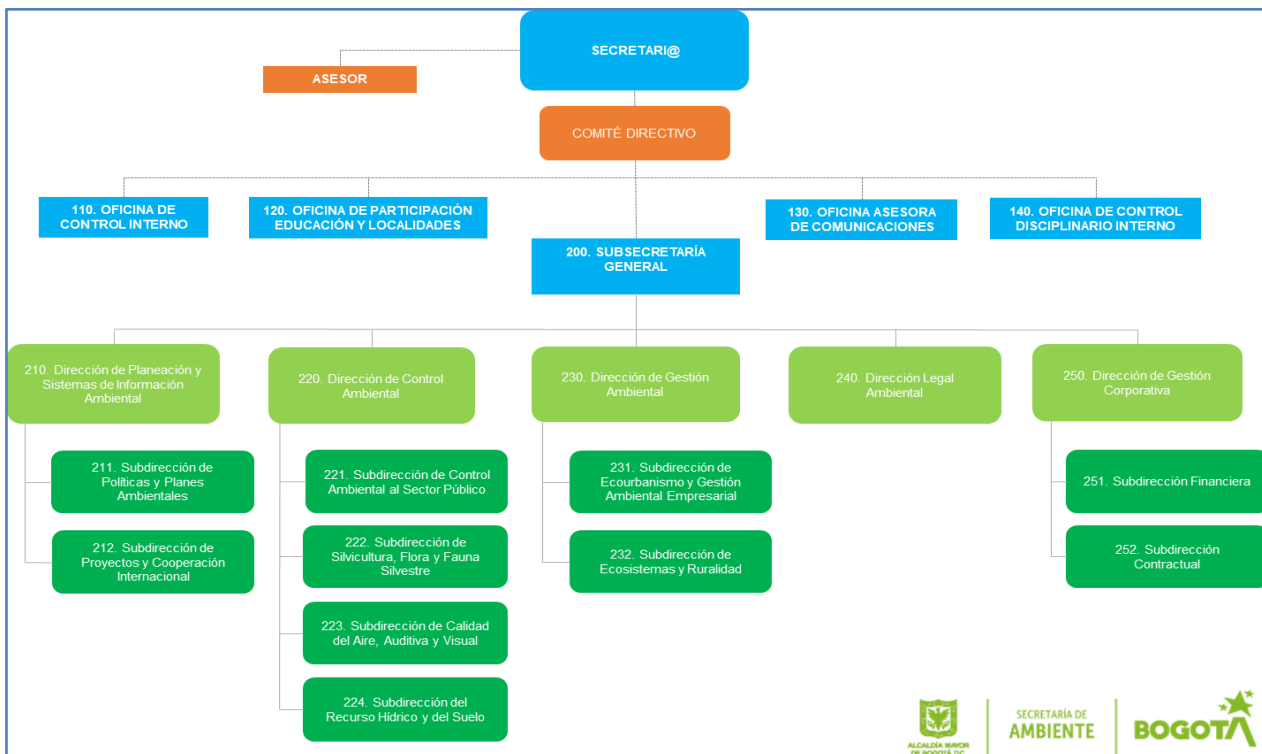 SECRETARI@
ASESOR
COMITÉ DIRECTIVO
110. OFICINA DE
CONTROL INTERNO
120. OFICINA DE PARTICIPACIÓN
EDUCACIÓN Y LOCALIDADES
130. OFICINA ASESORA
DE COMUNICACIONES
140. OFICINA DE CONTROL
DISCIPLINARIO INTERNO
200. SUBSECRETARÍA
GENERAL
210. Dirección de Planeación y
Sistemas de Información
Ambiental
220. Dirección de Control
Ambiental
230. Dirección de Gestión
Ambiental
240. Dirección Legal
Ambiental
250. Dirección de Gestión
Corporativa
211. Subdirección de
Políticas y Planes
Ambientales
212. Subdirección de
Proyectos y Cooperación
Internacional
221. Subdirección de Control
Ambiental al Sector Público
222. Subdirección de
Silvicultura, Flora y Fauna
Silvestre
223. Subdirección de Calidad
del Aire, Auditiva y Visual
224. Subdirección del
Recurso Hídrico y del Suelo
231. Subdirección de
Ecourbanismo y Gestión
Ambiental Empresarial
232. Subdirección de
Ecosistemas y Ruralidad
251. Subdirección Financiera
252. Subdirección
Contractual
ALCALDÍA MAYOR
DE BOGOTÁ D.C.
SECRETARÍA DE
AMBIENTE
BOGOTÁ